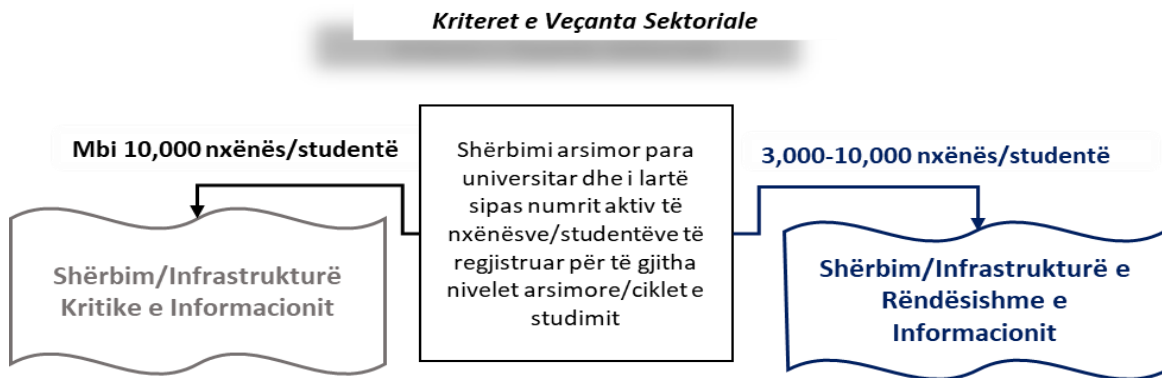 Kriteret e Veçanta Sektoriale
Mbi 10,000 nxënës/studentë
Shërbimi arsimor para
universitar dhe i lartë
sipas numrit aktiv të
nxënësve/studentëve të
regjistruar për të gjitha
nivelet arsimore/ciklet e
studimit
3,000-10,000 nxënës/studentë
Shërbim/Infrastrukturë
Kritike e Informacionit
Shërbim/Infrastrukturë e
Rëndësishme e
Informacionit